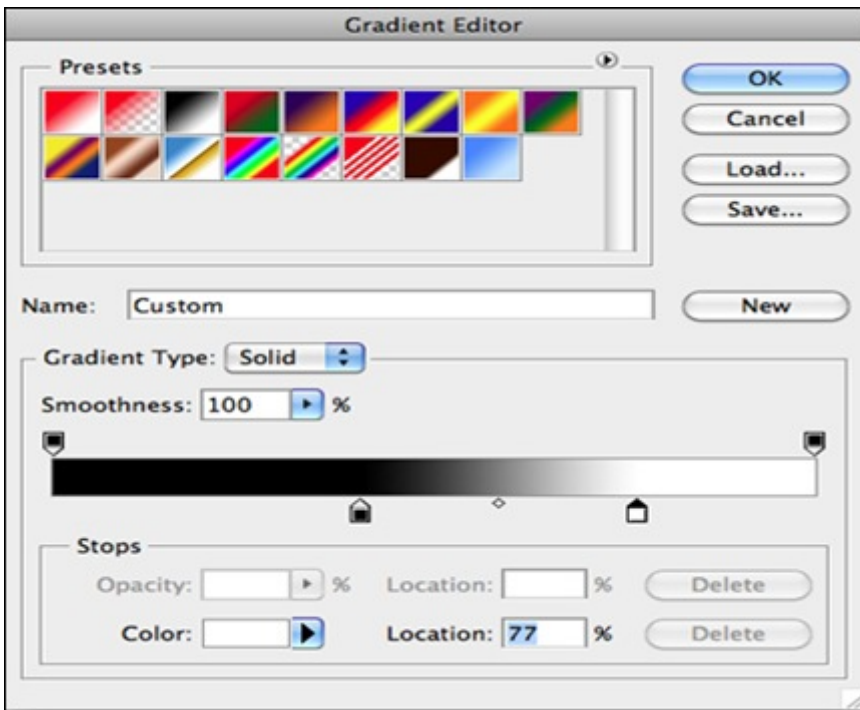 Gradient Editor
Presets
OK
Cancel
Load...
Save...
Name: Custom New
Gradient Type: Solid
Smoothness: 100 %
Stops
Opacity: % Location: % Delete
Color: Location: 77 % Delete